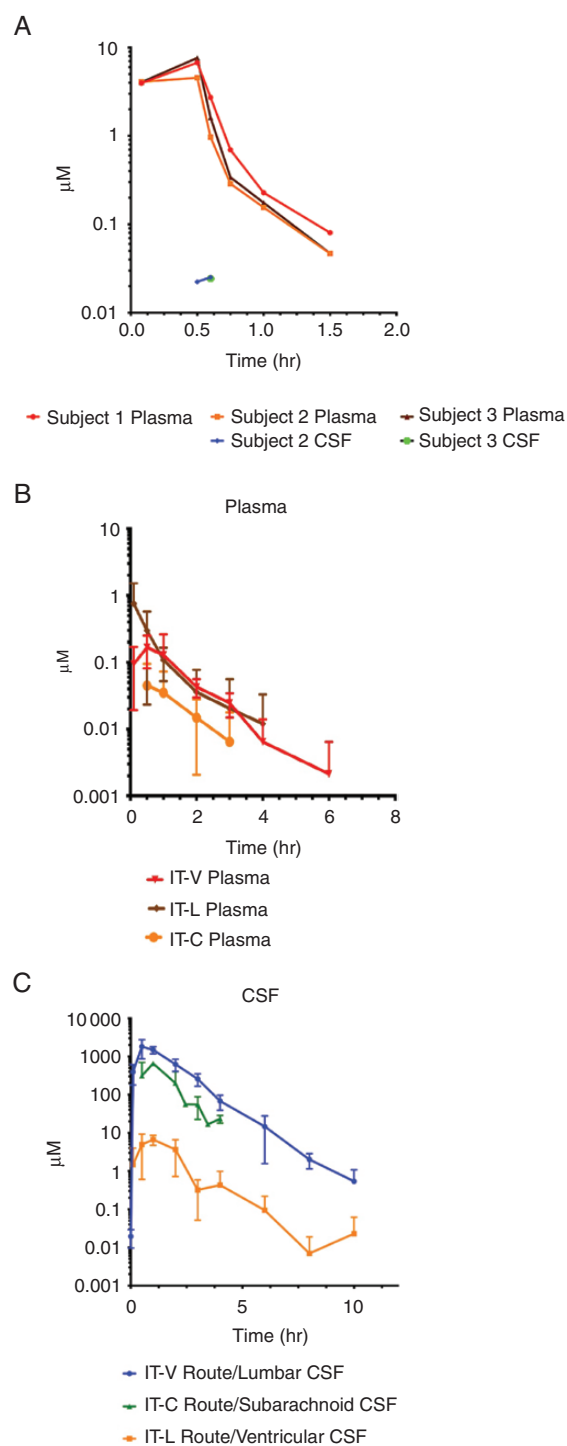 A
10
1
0.1
0.01
μM
0.0 0.5 1.0 1.5 2.0
Time (hr)
Subject 1 Plasma Subject 2 Plasma Subject 3 Plasma
Subject 2 CSF Subject 3 CSF
B
Plasma
10
1
0.1
0.01
0.001
μM
0 2 4 6 8
Time (hr)
IT-V Plasma
IT-L Plasma
IT-C Plasma
C
CSF
10 000
1000
100
10
1
0.1
0.01
0.001
μM
0 5 10
Time (hr)
IT-V Route/Lumbar CSF
IT-C Route/Subarachnoid CSF
IT-L Route/Ventricular CSF